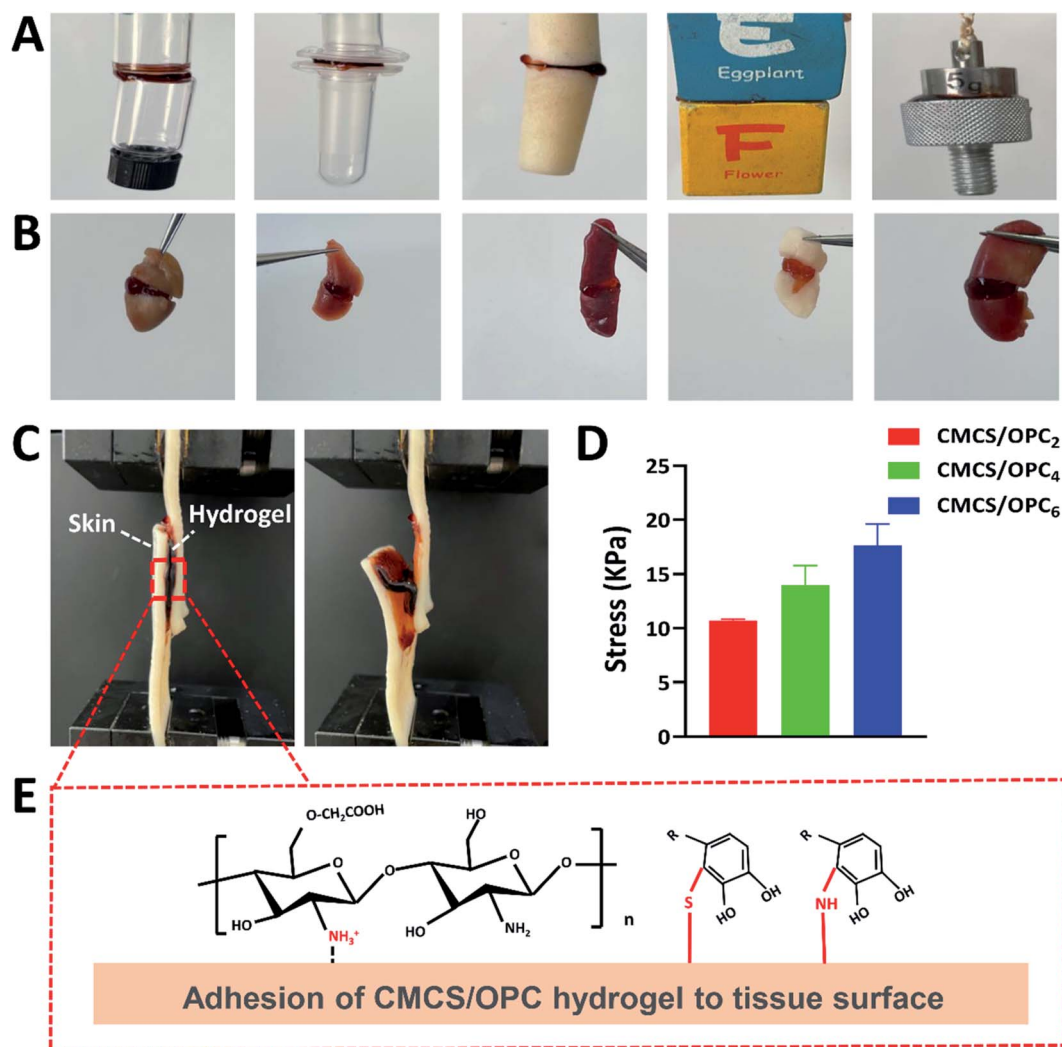 A
E
Eggplant
F
Flower
5g
B
C
Skin
Hydrogel
D
CMCS/OPC₂
CMCS/OPC₄
CMCS/OPC₆
Stress (KPa)
25
20
15
10
5
0
E
O-CH₂COOH
O
HO
NH₃⁺
O
HO
O
HO
NH₂
O
n
R
S
HO
OH
R
NH
HO
OH
Adhesion of CMCS/OPC hydrogel to tissue surface